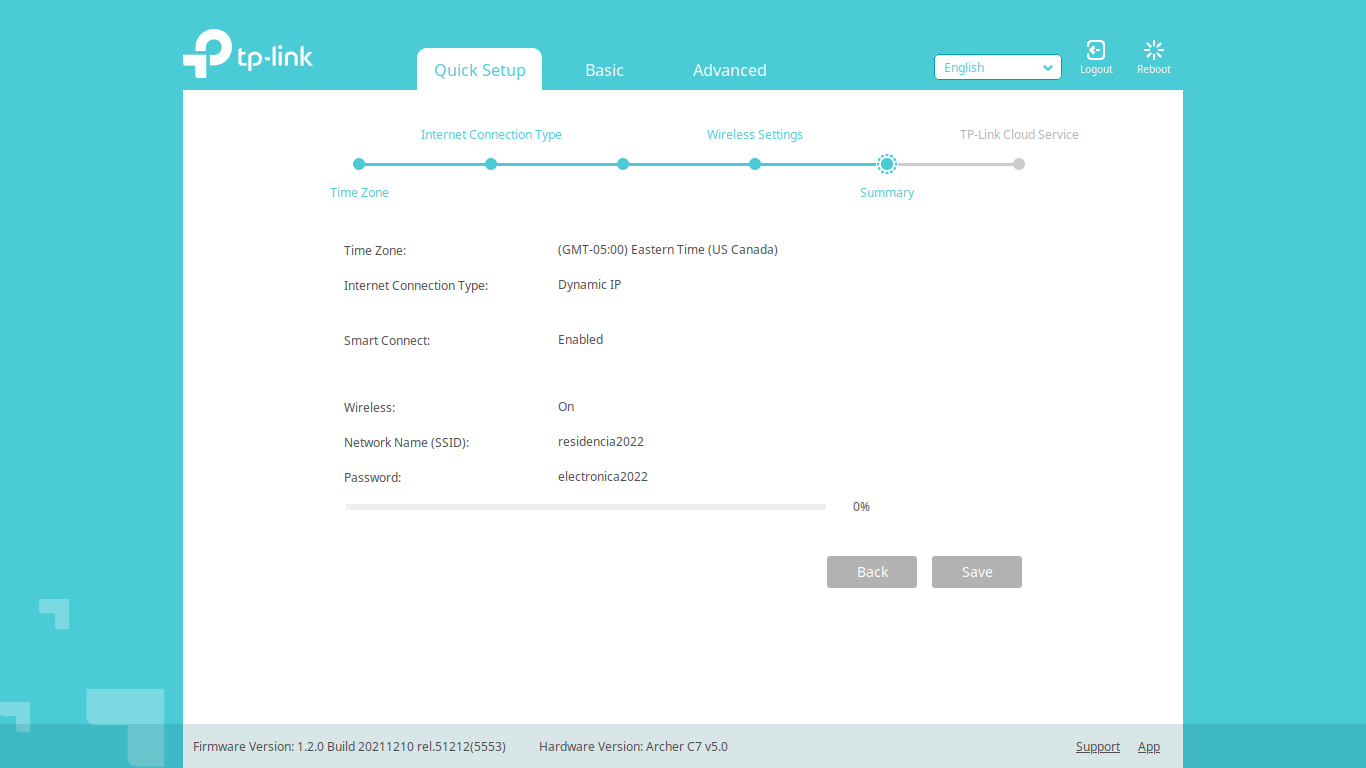 tp-link
Quick Setup Basic Advanced English Logout Reboot
Internet Connection Type Wireless Settings TP-Link Cloud Service
Time Zone Summary
Time Zone: (GMT-05:00) Eastern Time (US Canada)
Internet Connection Type: Dynamic IP
Smart Connect: Enabled
Wireless: On
Network Name (SSID): residencia2022
Password: electronica2022
0%
Back Save
Firmware Version: 1.2.0 Build 20211210 rel.51212(5553) Hardware Version: Archer C7 v5.0 Support App